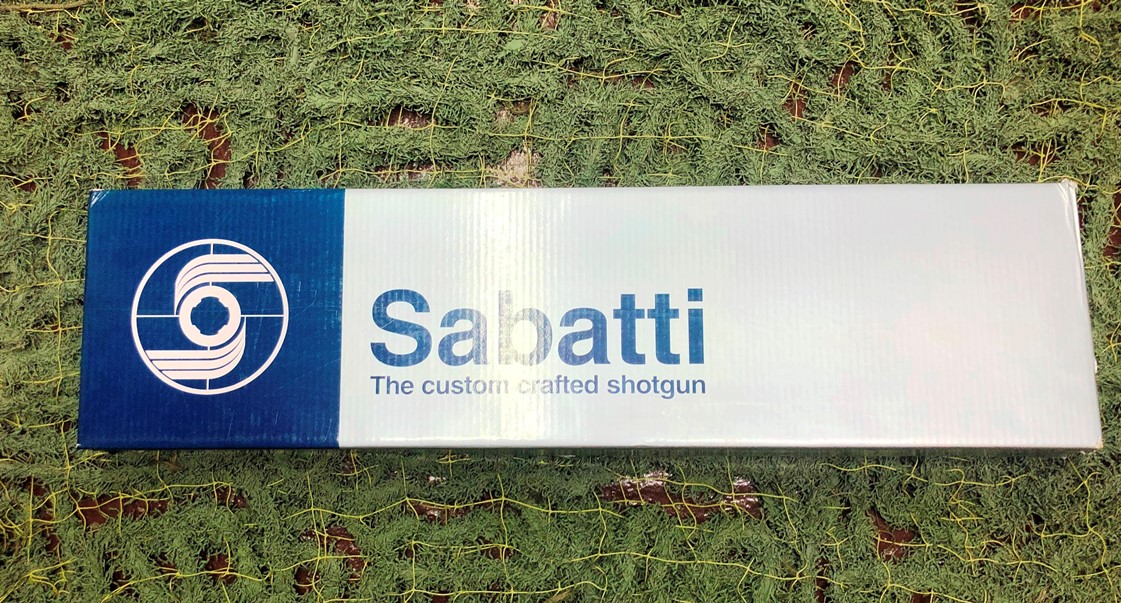 Sabatti
The custom crafted shotgun